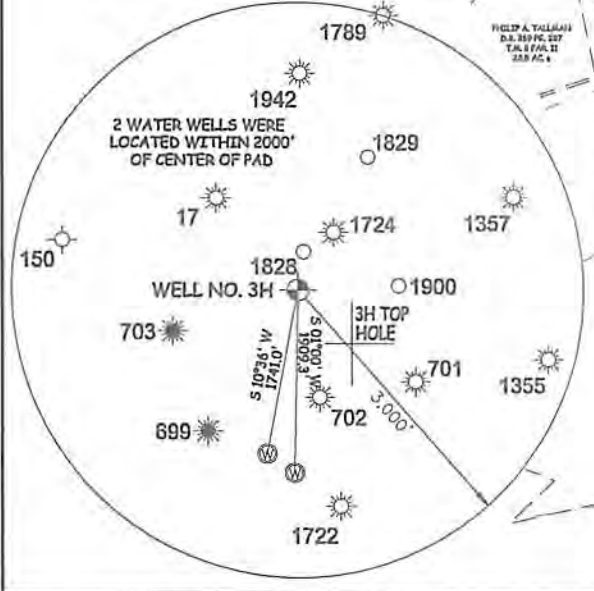 1789
PHILIP A. TALLMAN
1942
2 WATER WELLS WERE
LOCATED WITHIN 2000'
OF CENTER OF PAD
1829
17
1724
1357
150
1828
WELL NO. 3H
1900
703
3H TOP
HOLE
S 10°36' W
1741.0'
S 01°00' W
1909.3'
701
1355
702
3,000'
699
W
W
1722